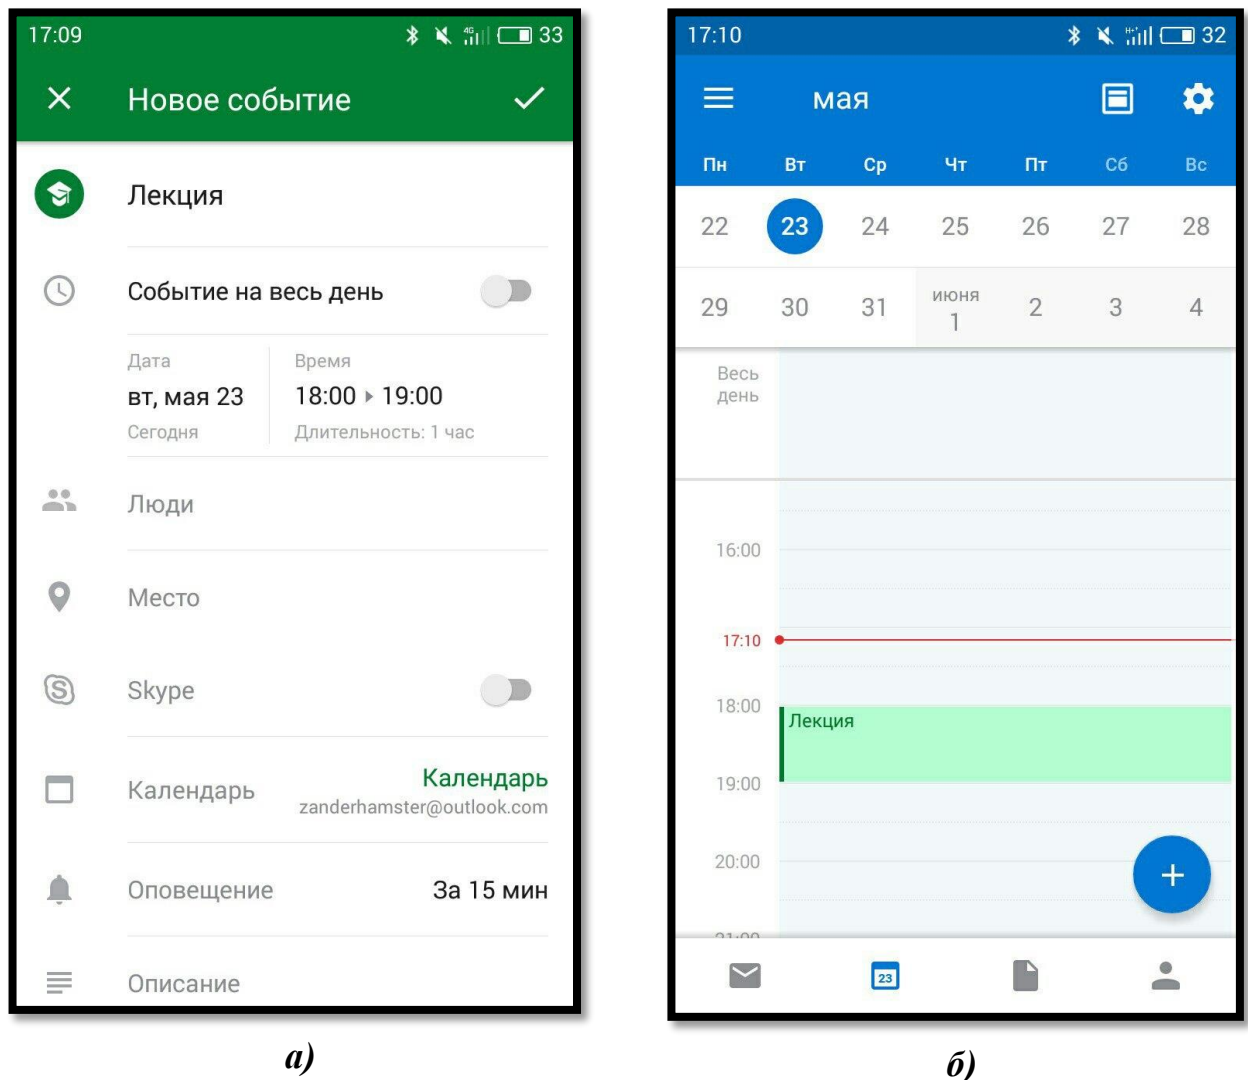 17:09
4G
33
Новое событие
Лекция
Событие на весь день
Дата
Время
вт, мая 23
18:00 ▸ 19:00
Сегодня
Длительность: 1 час
Люди
Место
Skype
Календарь
Календарь
zanderhamster@outlook.com
Оповещение
За 15 мин
Описание
а)
17:10
H+
32
мая
Пн Вт Ср Чт Пт Сб Вс
22 23 24 25 26 27 28
29 30 31 июня 1 2 3 4
Весь
день
16:00
17:10
18:00
Лекция
19:00
20:00
21:00
23
б)